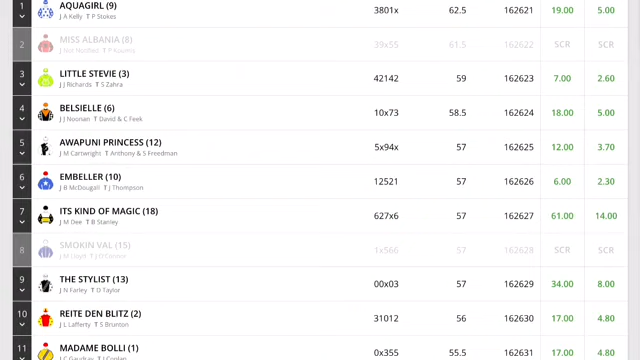 1 AQUAGIRL (9) 3801x 62.5 162621 19.00 5.00
J A Kelly T P Stokes
2 MISS ALBANIA (8) 39x55 61.5 162622 SCR SCR
J Not Notified T P Kuoorts
3 LITTLE STEVIE (3) 42142 59 162623 7.00 2.60
J J Richards T S Zahra
4 BELSIELLE (6) 10x73 58.5 162624 18.00 5.00
J J Noonan T David & C Feek
5 AWAPUNI PRINCESS (12) 5x94x 57 162625 12.00 3.70
J M Cartwright T Anthony & S Freedman
6 EMBELLER (10) 12521 57 162626 6.00 2.30
J B McDougall T J Thompson
7 ITS KIND OF MAGIC (18) 627x6 57 162627 61.00 14.00
J M Dee T B Stanley
8 SMOKIN VAL (15) 1x566 57 162628 SCR SCR
J M Lloyd T J E'Connor
9 THE STYLIST (13) 00x03 57 162629 34.00 8.00
J N Farley T D Taylor
10 REITE DEN BLITZ (2) 31012 56 162630 17.00 4.80
J L Lafferty T S Brunton
11 MADAME BOLLI (1) 0x355 55.5 162631 17.00 4.80
J C Gaudray T J Conlan